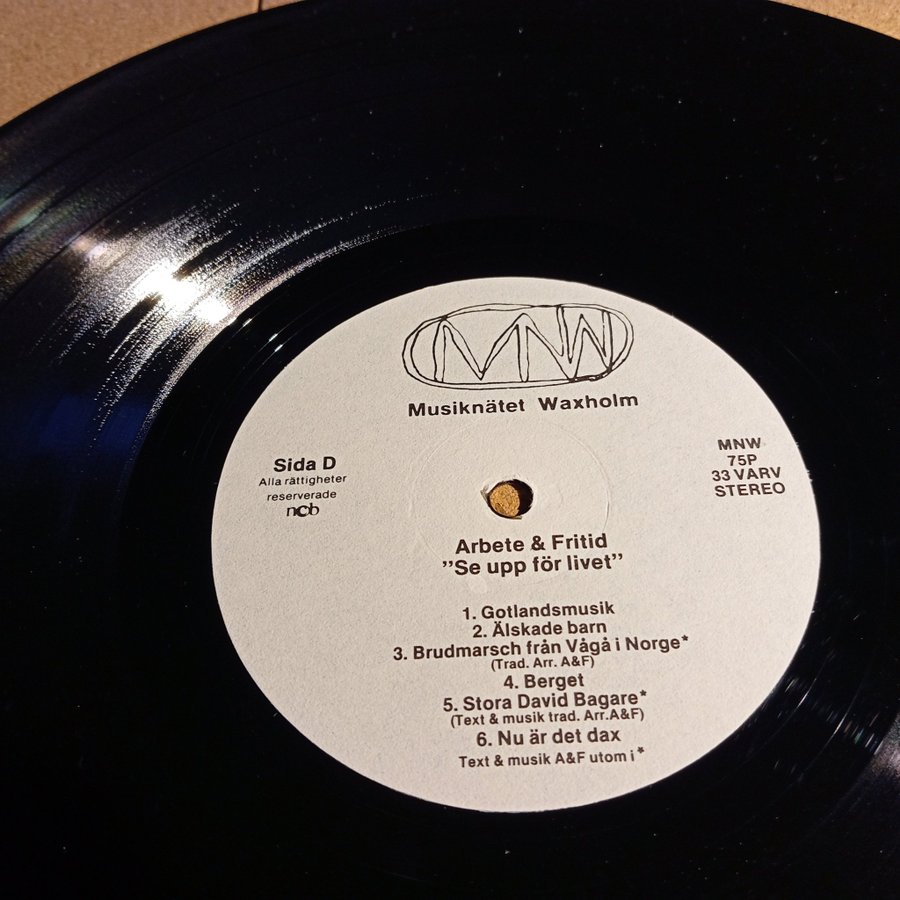 MNW
Musiknätet Waxholm
Sida D
Alla rättigheter
reserverade
ncb
MNW
75P
33 VARV
STEREO
Arbete & Fritid
”Se upp för livet”
1. Gotlandsmusik
2. Älskade barn
3. Brudmarsch från Vågå i Norge*
(Trad. Arr. A&F)
4. Berget
5. Stora David Bagare*
(Text & musik trad. Arr.A&F)
6. Nu är det dax
Text & musik A&F utom i *